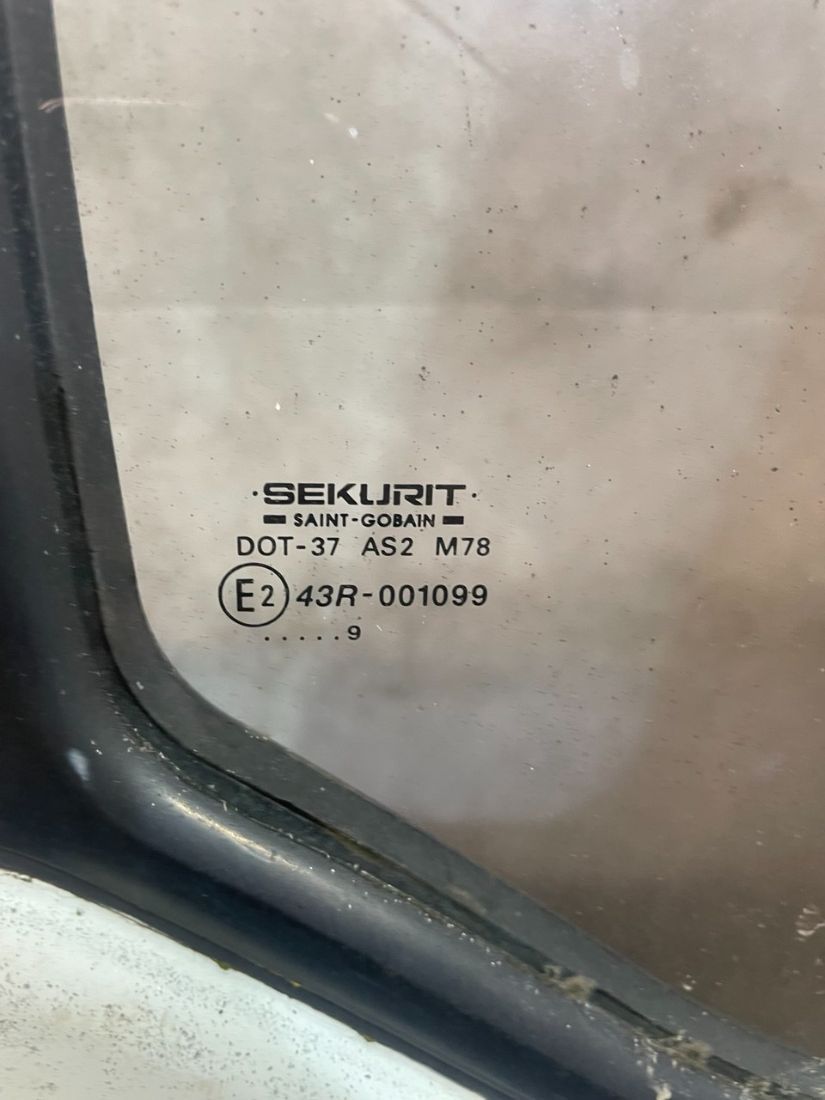 ·SEKURIT·
SAINT-GOBAIN
DOT-37 AS2 M78
E2 43R-001099
.....9